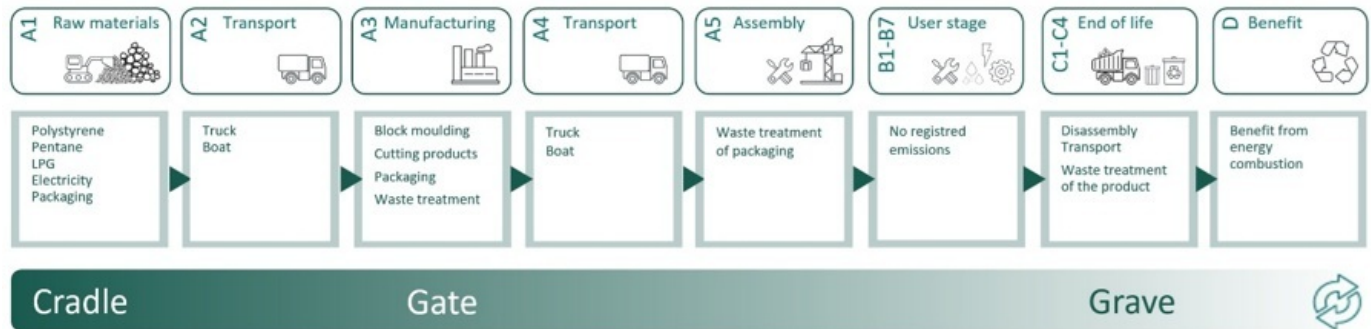 A1 Raw materials
A2 Transport
A3 Manufacturing
A4 Transport
A5 Assembly
B1-B7 User stage
C1-C4 End of life
D Benefit
Polystyrene
Pentane
LPG
Electricity
Packaging
Truck
Boat
Block moulding
Cutting products
Packaging
Waste treatment
Truck
Boat
Waste treatment
of packaging
No registred
emissions
Disassembly
Transport
Waste treatment
of the product
Benefit from
energy
combustion
Cradle
Gate
Grave